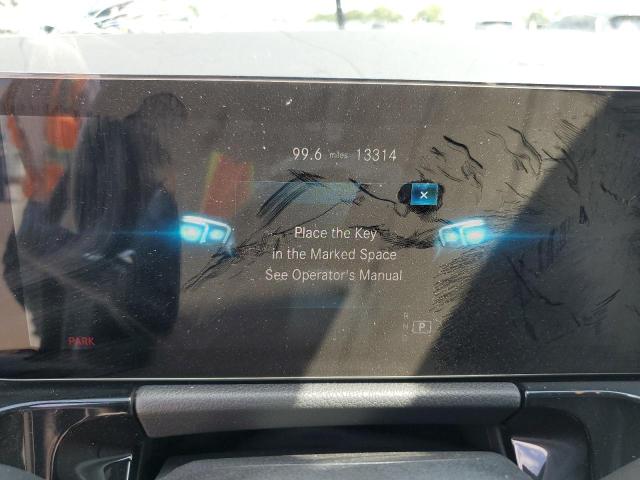 99.6 miles 13314
×
Place the Key
in the Marked Space
See Operator's Manual
R
N P
D
PARK